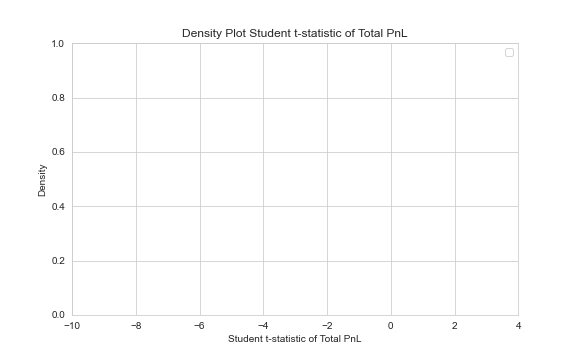 Density Plot Student t-statistic of Total PnL
1.0
0.8
0.6
0.4
0.2
0.0
Density
−10 −8 −6 −4 −2 0 2 4
Student t-statistic of Total PnL